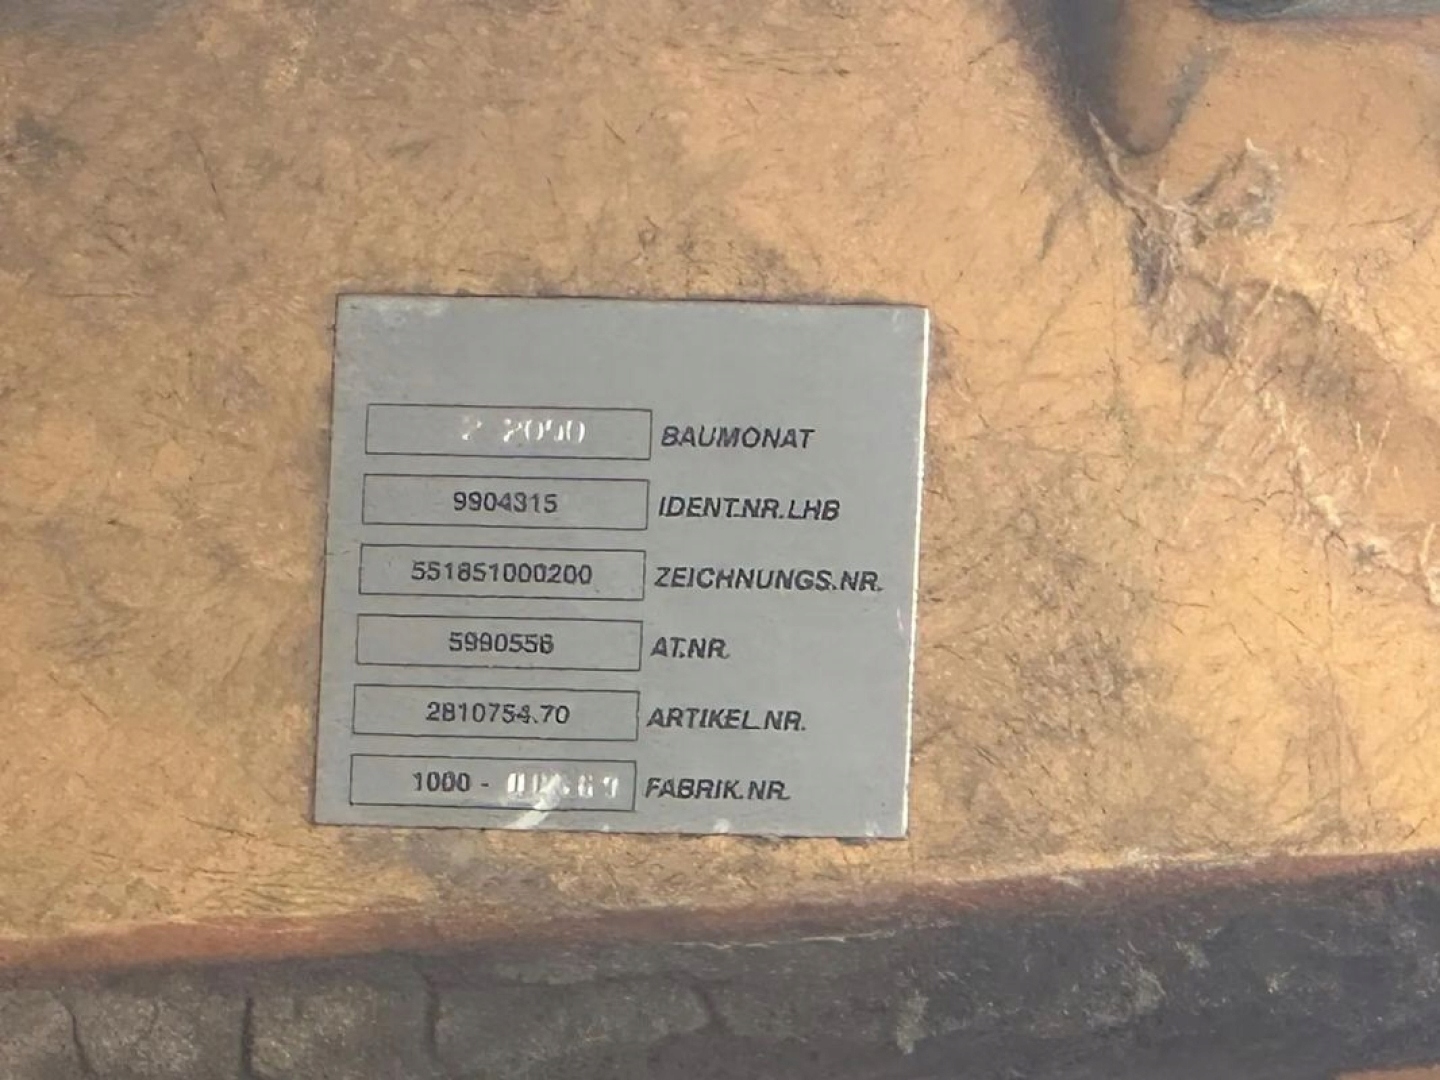 BAUMONAT
9904315 IDENT.NR.LHB
551851000200 ZEICHNUNGS.NR.
5990556 AT.NR.
2810754.70 ARTIKEL.NR.
1000 - FABRIK.NR.